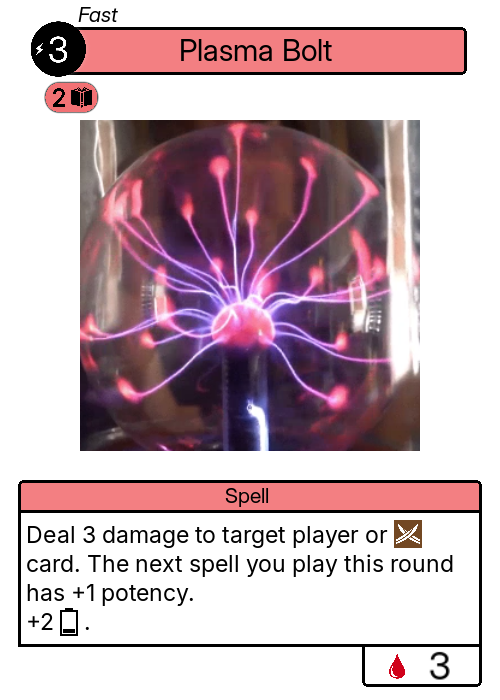 Fast
3
Plasma Bolt
2
Spell
Deal 3 damage to target player or
card. The next spell you play this round
has +1 potency.
+2 .
3